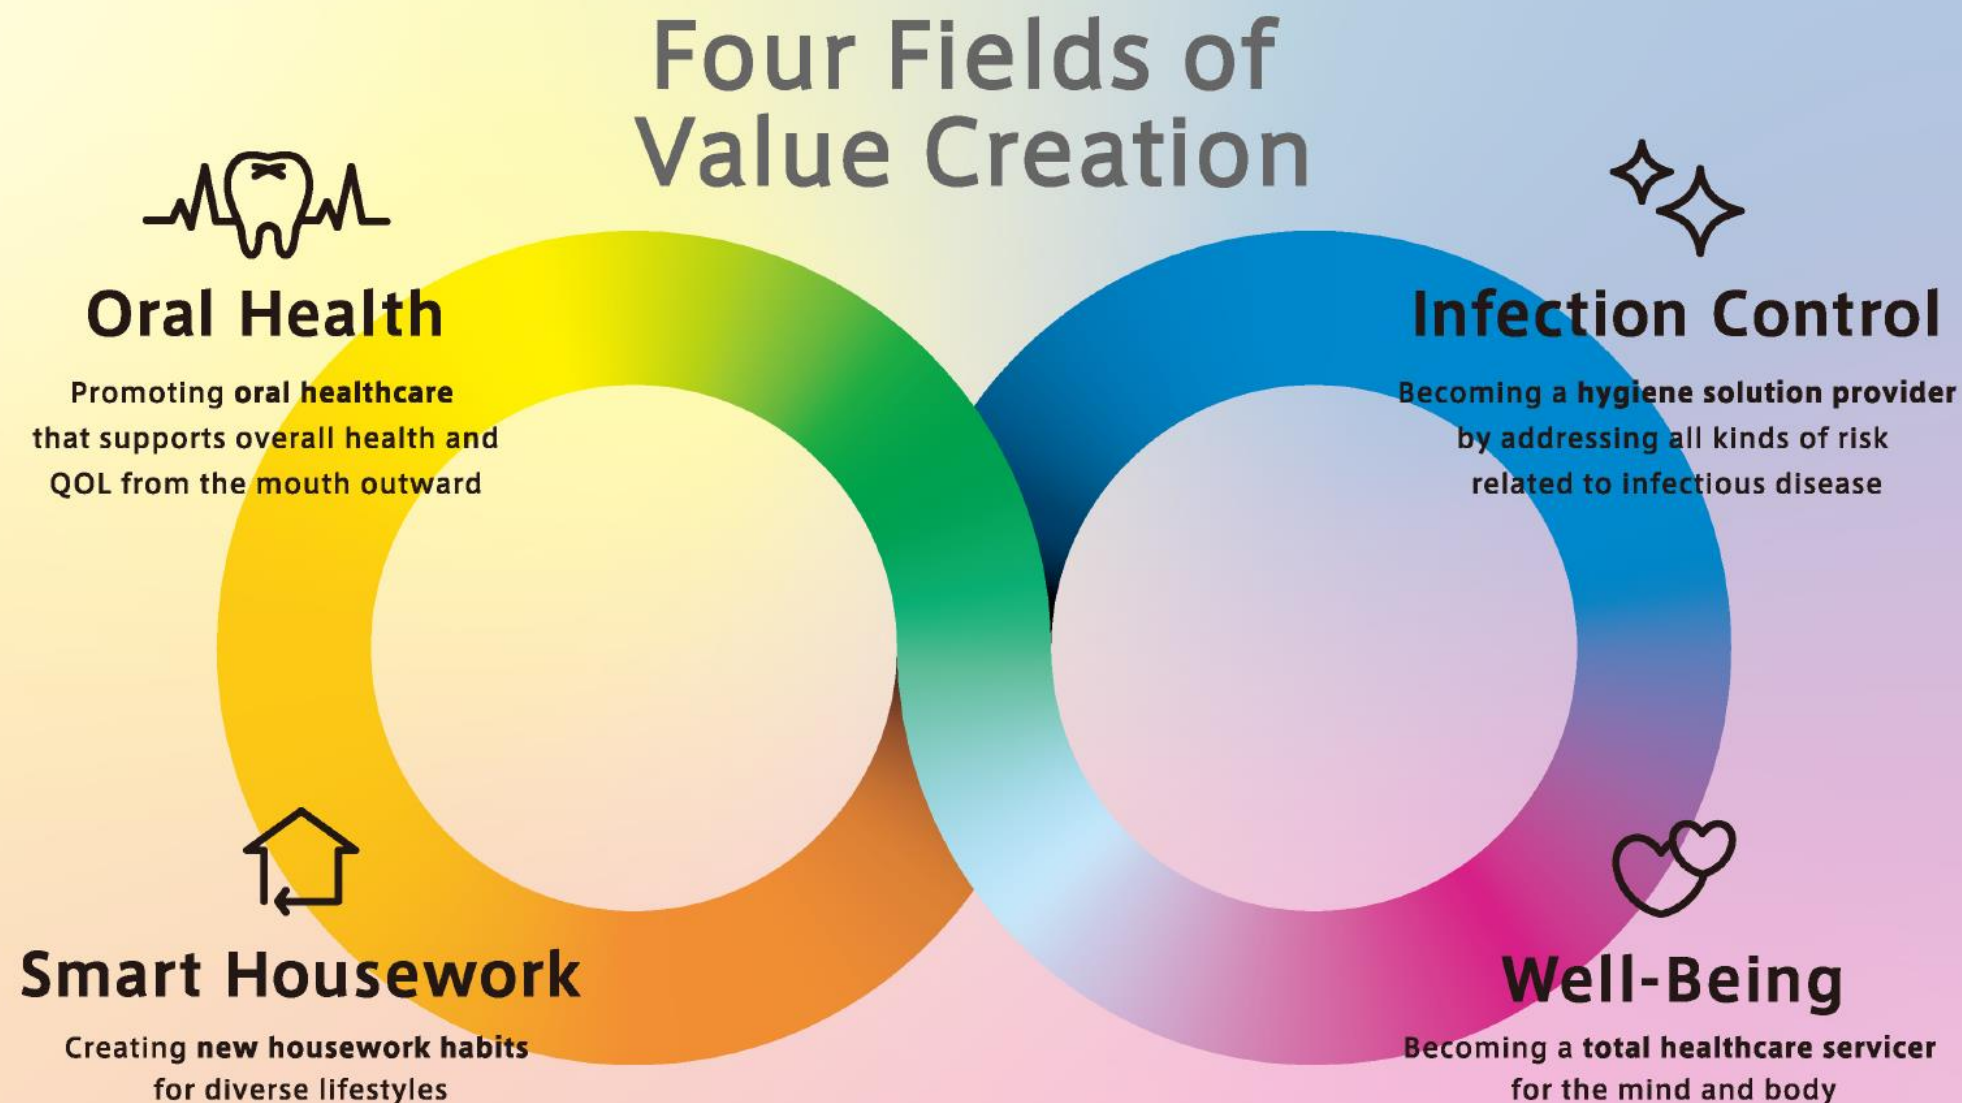 Four Fields of
Value Creation
Oral Health
Promoting oral healthcare
that supports overall health and
QOL from the mouth outward
Infection Control
Becoming a hygiene solution provider
by addressing all kinds of risk
related to infectious disease
Smart Housework
Creating new housework habits
for diverse lifestyles
Well-Being
Becoming a total healthcare servicer
for the mind and body